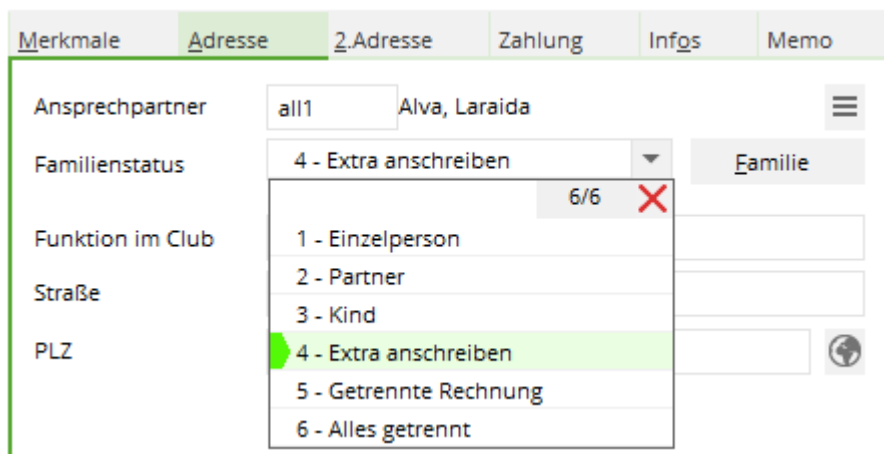 Merkmale Adresse 2.Adresse Zahlung Infos Memo
Ansprechpartner all1 Alva, Laraida
Familienstatus 4 - Extra anschreiben Familie
6/6
Funktion im Club 1 - Einzelperson
2 - Partner
Straße
3 - Kind
PLZ 4 - Extra anschreiben
5 - Getrennte Rechnung
6 - Alles getrennt